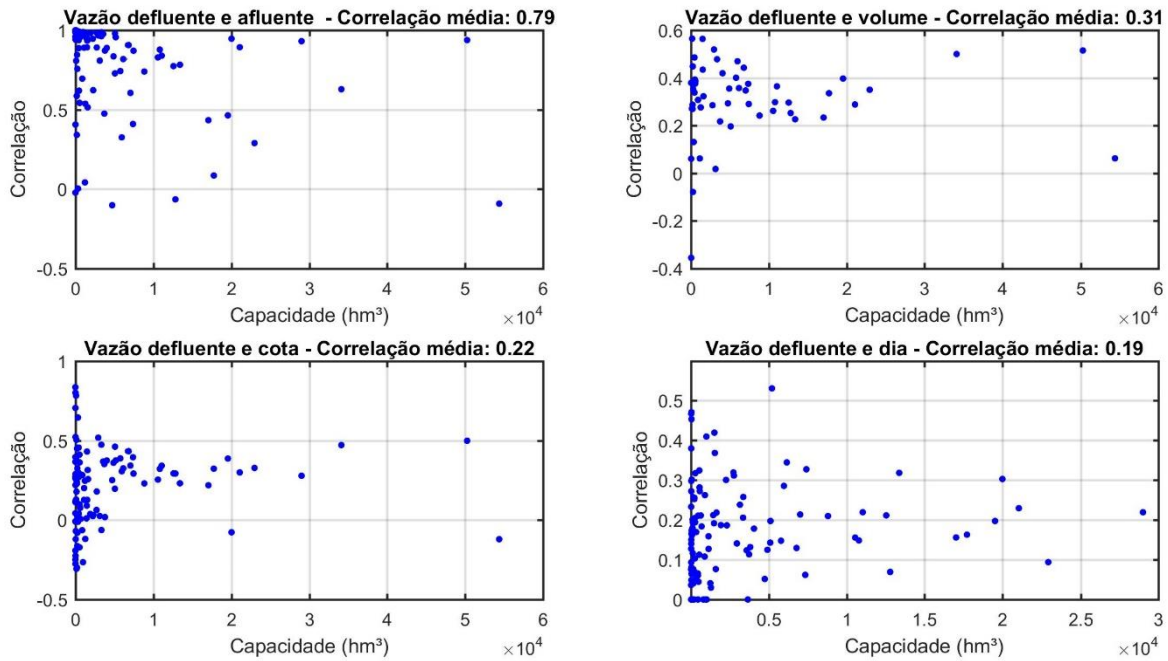 Vazão defluente e afluente - Correlação média: 0.79
1
0.5
0
-0.5
Correlação
0 1 2 3 4 5 6
Capacidade (hm³)
×10⁴
Vazão defluente e volume - Correlação média: 0.31
0.6
0.4
0.2
0
-0.2
-0.4
Correlação
0 1 2 3 4 5 6
Capacidade (hm³)
×10⁴
Vazão defluente e cota - Correlação média: 0.22
1
0.5
0
-0.5
Correlação
0 1 2 3 4 5 6
Capacidade (hm³)
×10⁴
Vazão defluente e dia - Correlação média: 0.19
0.5
0.4
0.3
0.2
0.1
0
Correlação
0.5 1 1.5 2 2.5 3
Capacidade (hm³)
×10⁴